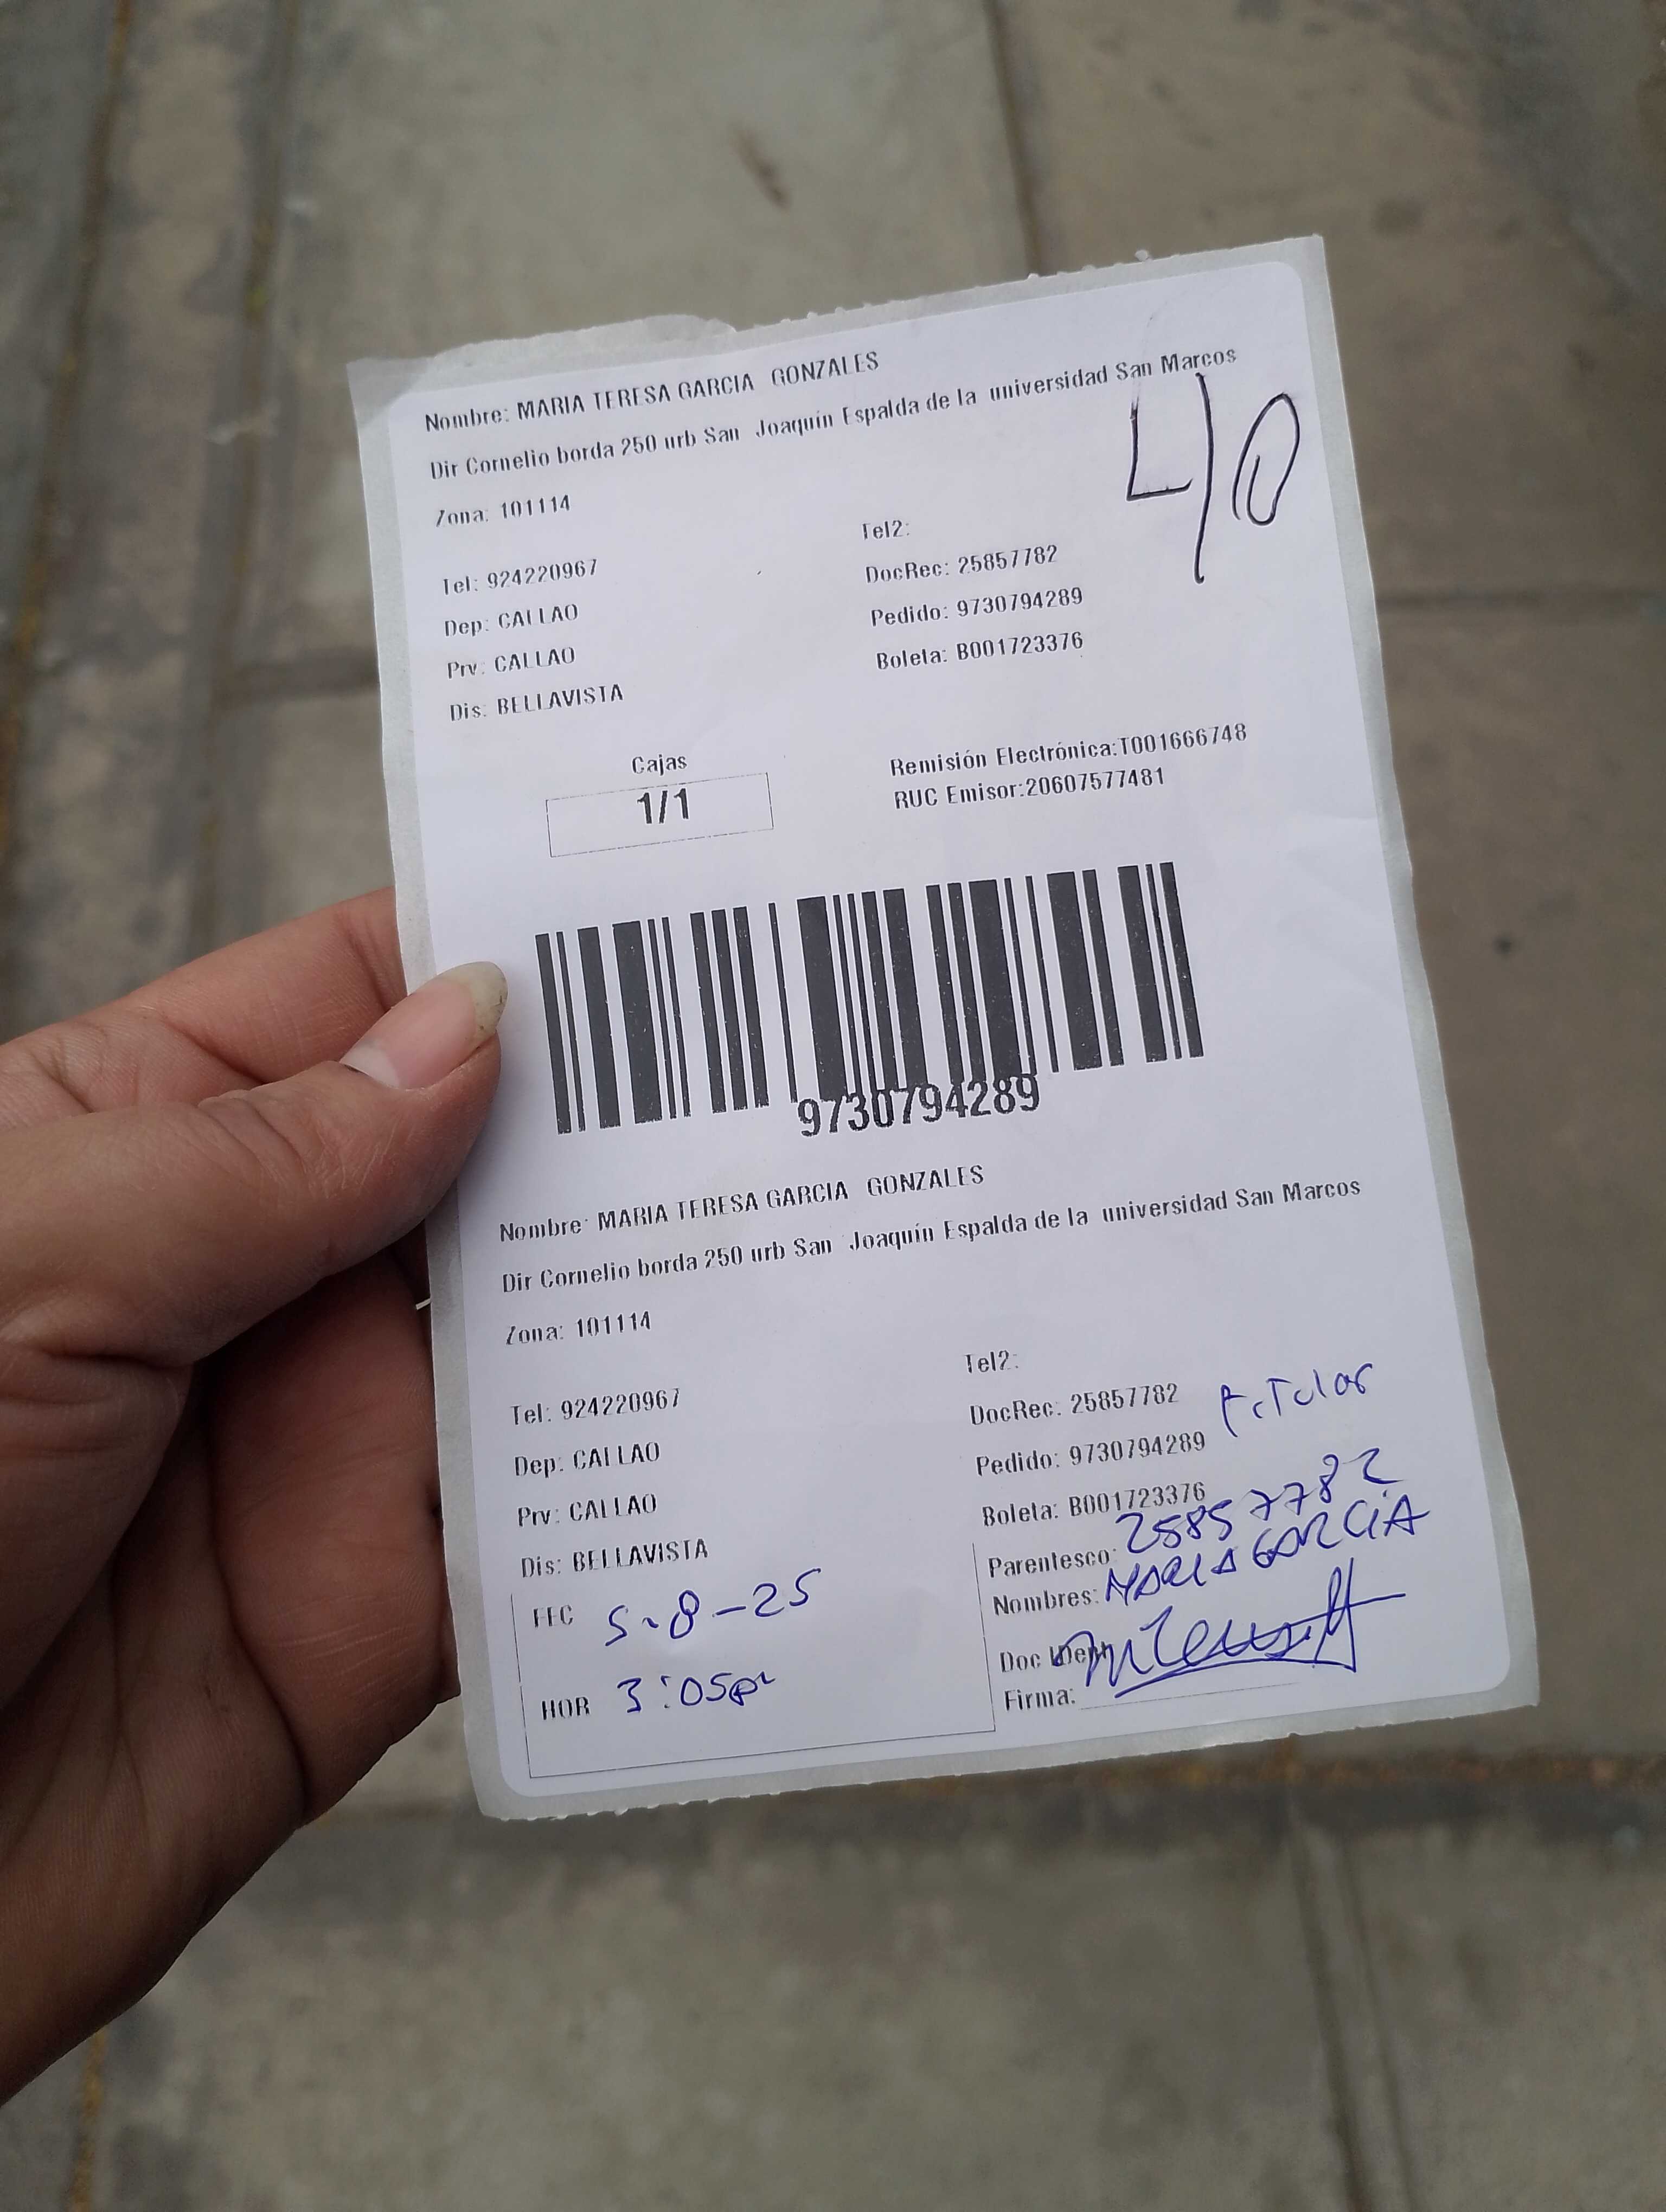 Nombre: MARIA TERESA GARCIA GONZALES
Dir Cornelio borda 250 urb San Joaquín Espalda de la universidad San Marcos
40
Zona: 101114
Tel2:
Tel: 924220967
DocRec: 25857782
Dep: CALLAO
Pedido: 9730794289
Prv: CALLAO
Boleta: B001723376
Dis: BELLAVISTA
Cajas
1/1
Remisión Electrónica:T001666748
RUC Emisor:20607577481
9730794289
Nombre: MARIA TERESA GARCIA GONZALES
Dir Cornelio borda 250 urb San Joaquín Espalda de la universidad San Marcos
Zona: 101114
Tel2:
Tel: 924220967
DocRec: 25857782
Dep: CALLAO
Pedido: 9730794289
Prv: CALLAO
Boleta: B001723376
Dis: BELLAVISTA
Parentesco: 25857782
Nombres: MARIA GARCIA
FEC 5-8-25
Doc Ident
HOR 3:05
Firma: